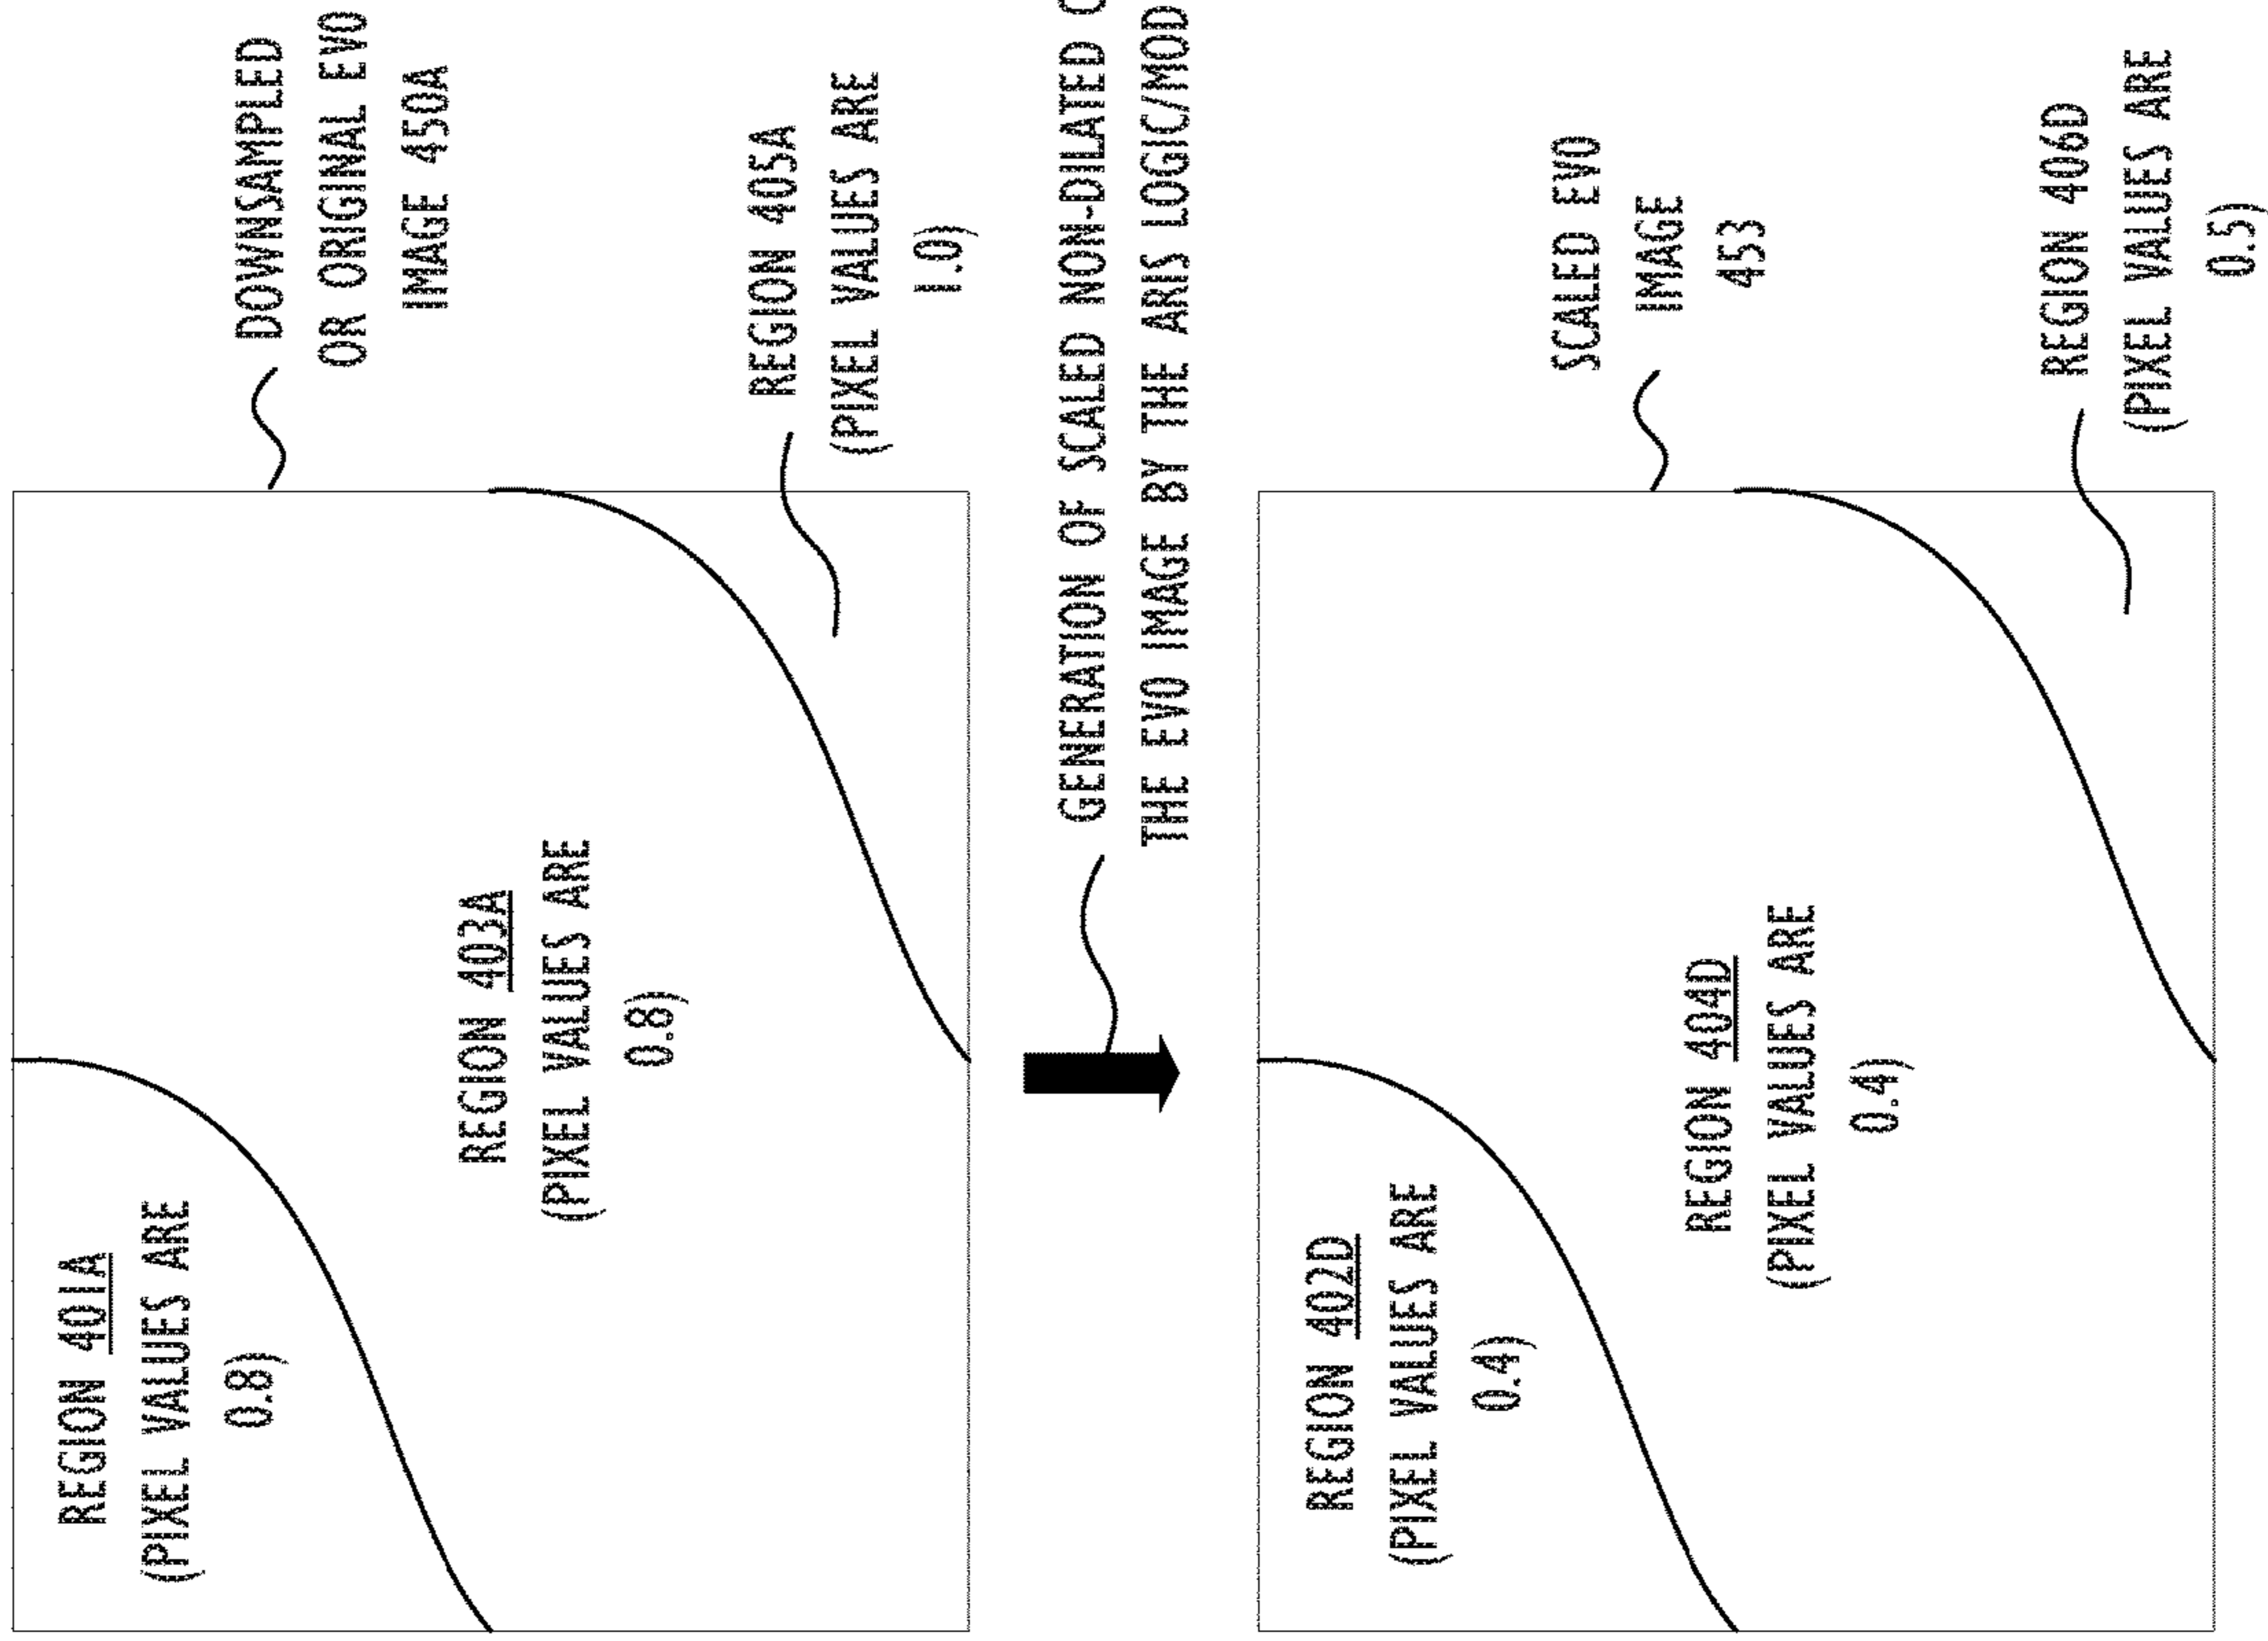 REGION 401A
(PIXEL VALUES ARE
0.8)
REGION 403A
(PIXEL VALUES ARE
0.8)
DOWNSAMPLED
OR ORIGINAL EV0
IMAGE 450A
REGION 405A
(PIXEL VALUES ARE
1.0)
GENERATION OF SCALED NON-DILATED
THE EV0 IMAGE BY THE ARIS LOGIC/MOD
REGION 402D
(PIXEL VALUES ARE
0.4)
REGION 404D
(PIXEL VALUES ARE
0.4)
SCALED EV0
IMAGE
453
REGION 406D
(PIXEL VALUES ARE
0.5)